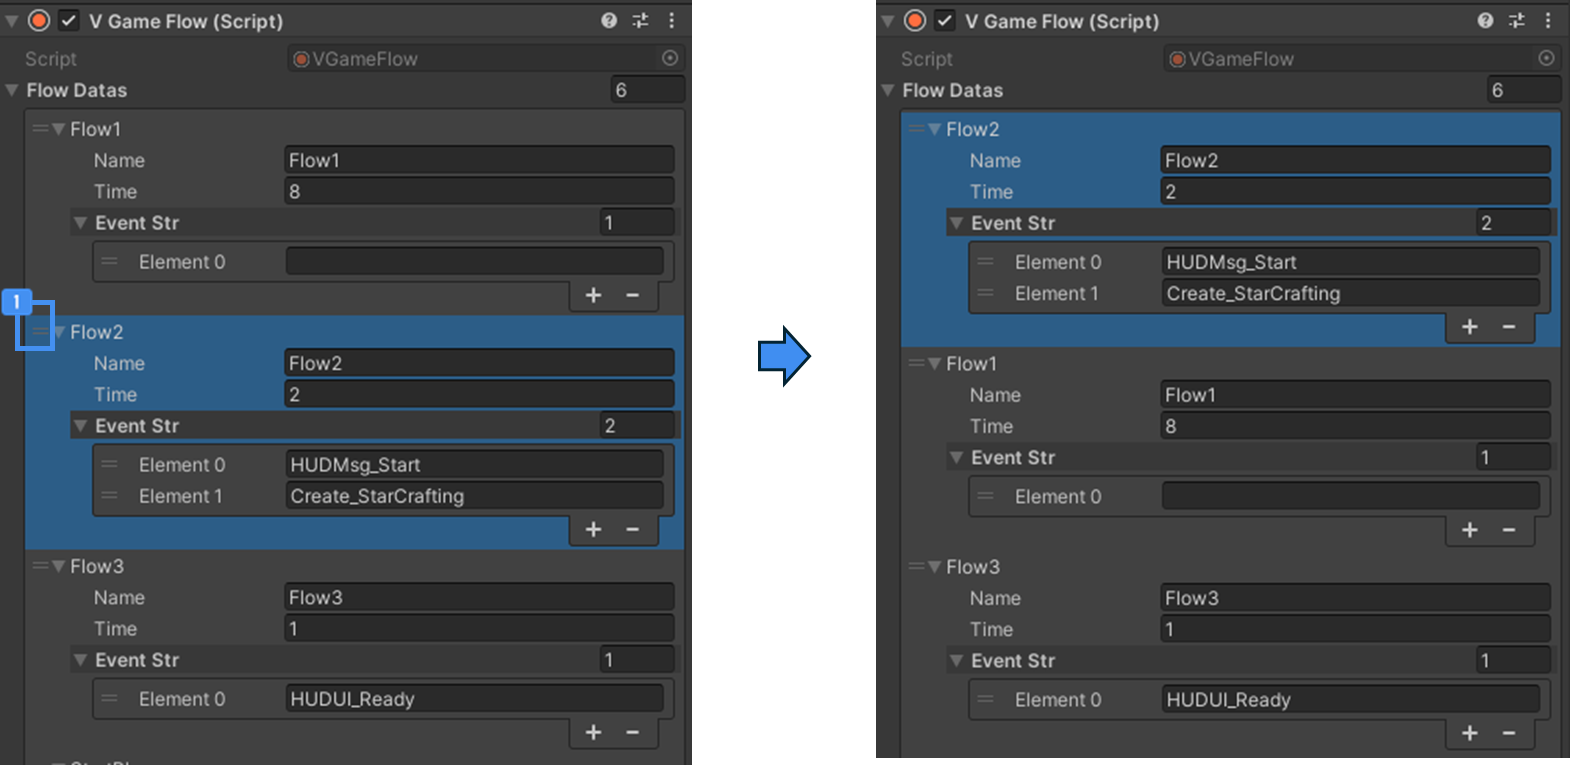 V Game Flow (Script)
Script VGameFlow
Flow Datas 6
Flow1
Name Flow1
Time 8
Event Str 1
Element 0
+ −
1
Flow2
Name Flow2
Time 2
Event Str 2
Element 0 HUDMsg_Start
Element 1 Create_StarCrafting
+ −
Flow3
Name Flow3
Time 1
Event Str 1
Element 0 HUDUI_Ready
+ −
V Game Flow (Script)
Script VGameFlow
Flow Datas 6
Flow2
Name Flow2
Time 2
Event Str 2
Element 0 HUDMsg_Start
Element 1 Create_StarCrafting
+ −
Flow1
Name Flow1
Time 8
Event Str 1
Element 0
+ −
Flow3
Name Flow3
Time 1
Event Str 1
Element 0 HUDUI_Ready
+ −